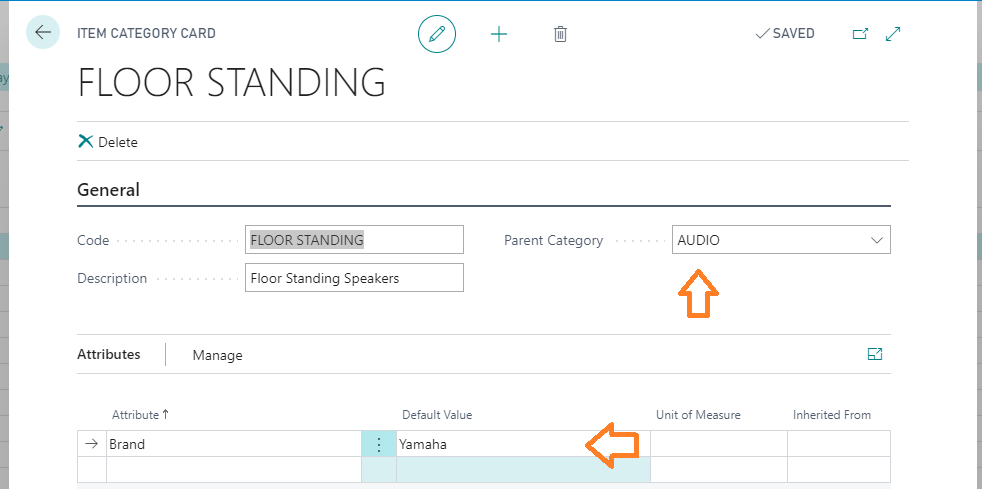 ITEM CATEGORY CARD
SAVED
FLOOR STANDING
Delete
General
Code FLOOR STANDING Parent Category AUDIO
Description Floor Standing Speakers
Attributes Manage
Attribute ↑ Default Value Unit of Measure Inherited From
Brand Yamaha